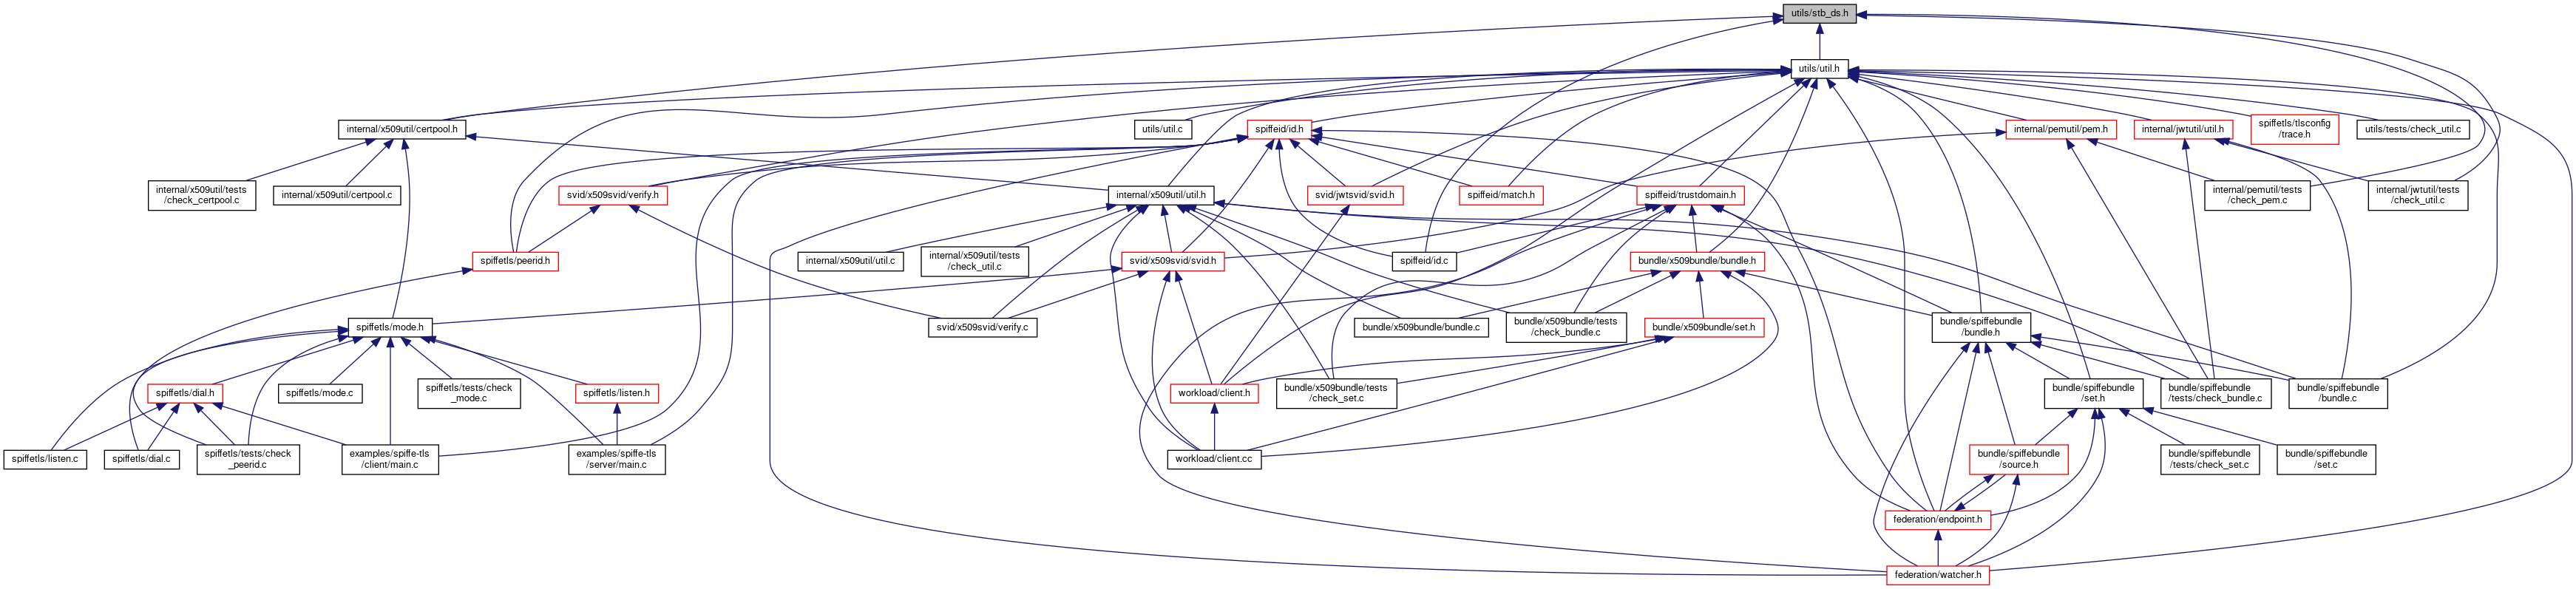 utils/stb_ds.h
utils/util.h
internal/x509util/certpool.h
utils/util.c
spiffeid/id.h
internal/pemutil/pem.h
internal/jwtutil/util.h
spiffetls/tlsconfig
/trace.h
utils/tests/check_util.c
internal/x509util/tests
/check_certpool.c
internal/x509util/certpool.c
svid/x509svid/verify.h
internal/x509util/util.h
svid/jwtsvid/svid.h
spiffeid/match.h
spiffeid/trustdomain.h
internal/pemutil/tests
/check_pem.c
internal/jwtutil/tests
/check_util.c
spiffetls/peerid.h
internal/x509util/util.c
internal/x509util/tests
/check_util.c
svid/x509svid/svid.h
spiffeid/id.c
bundle/x509bundle/bundle.h
spiffetls/mode.h
svid/x509svid/verify.c
bundle/x509bundle/bundle.c
bundle/x509bundle/tests
/check_bundle.c
bundle/x509bundle/set.h
bundle/spiffebundle
/bundle.h
spiffetls/dial.h
spiffetls/mode.c
spiffetls/tests/check
_mode.c
spiffetls/listen.h
workload/client.h
bundle/x509bundle/tests
/check_set.c
bundle/spiffebundle
/set.h
bundle/spiffebundle
/tests/check_bundle.c
bundle/spiffebundle
/bundle.c
spiffetls/listen.c
spiffetls/dial.c
spiffetls/tests/check
_peerid.c
examples/spiffe-tls
/client/main.c
examples/spiffe-tls
/server/main.c
workload/client.cc
bundle/spiffebundle
/source.h
bundle/spiffebundle
/tests/check_set.c
bundle/spiffebundle
/set.c
federation/endpoint.h
federation/watcher.h